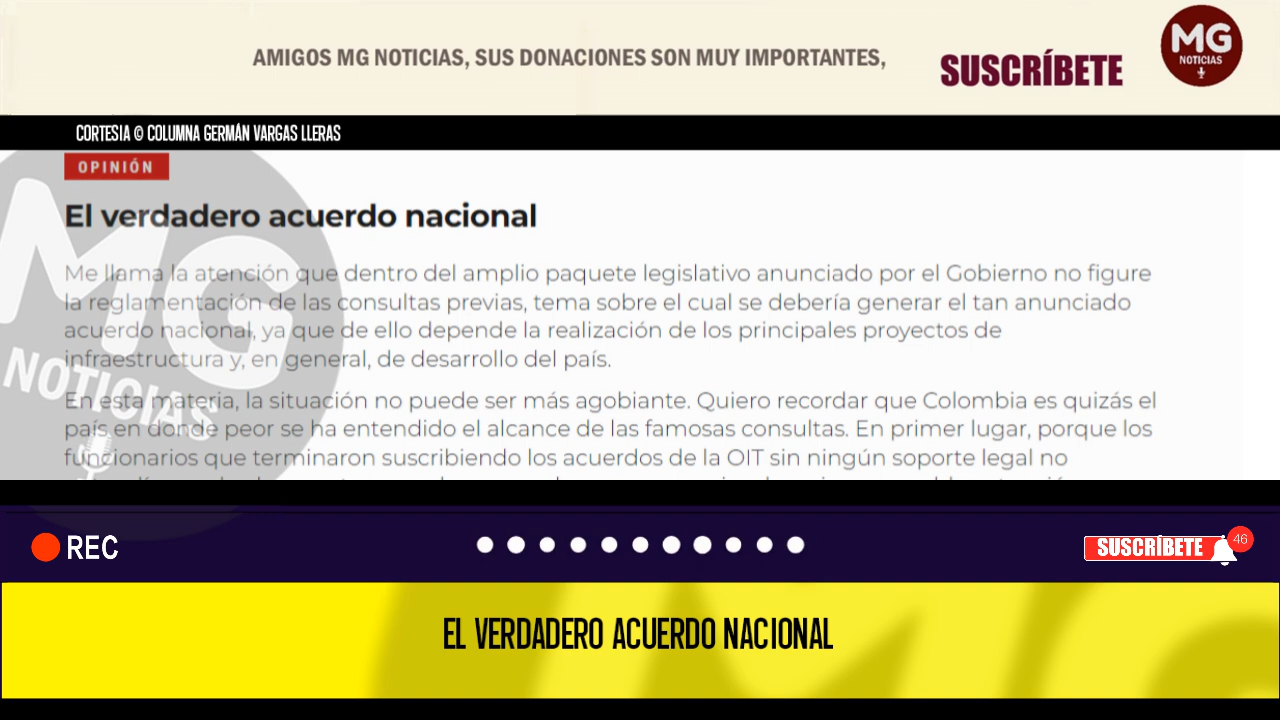 AMIGOS MG NOTICIAS, SUS DONACIONES SON MUY IMPORTANTES,
SUSCRÍBETE
MG
NOTICIAS
CORTESIA © COLUMNA GERMÁN VARGAS LLERAS
OPINIÓN
El verdadero acuerdo nacional
Me llama la atención que dentro del amplio paquete legislativo anunciado por el Gobierno no figure
la reglamentación de las consultas previas, tema sobre el cual se debería generar el tan anunciado
acuerdo nacional, ya que de ello depende la realización de los principales proyectos de
infraestructura y, en general, de desarrollo del país.
En esta materia, la situación no puede ser más agobiante. Quiero recordar que Colombia es quizás el
país en donde peor se ha entendido el alcance de las famosas consultas. En primer lugar, porque los
funcionarios que terminaron suscribiendo los acuerdos de la OIT sin ningún soporte legal no
MG
NOTICIAS
REC
SUSCRÍBETE
46
EL VERDADERO ACUERDO NACIONAL